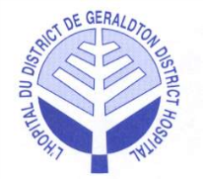 L'HOPITAL DU DISTRICT DE GERALDTON DISTRICT HOSPITAL